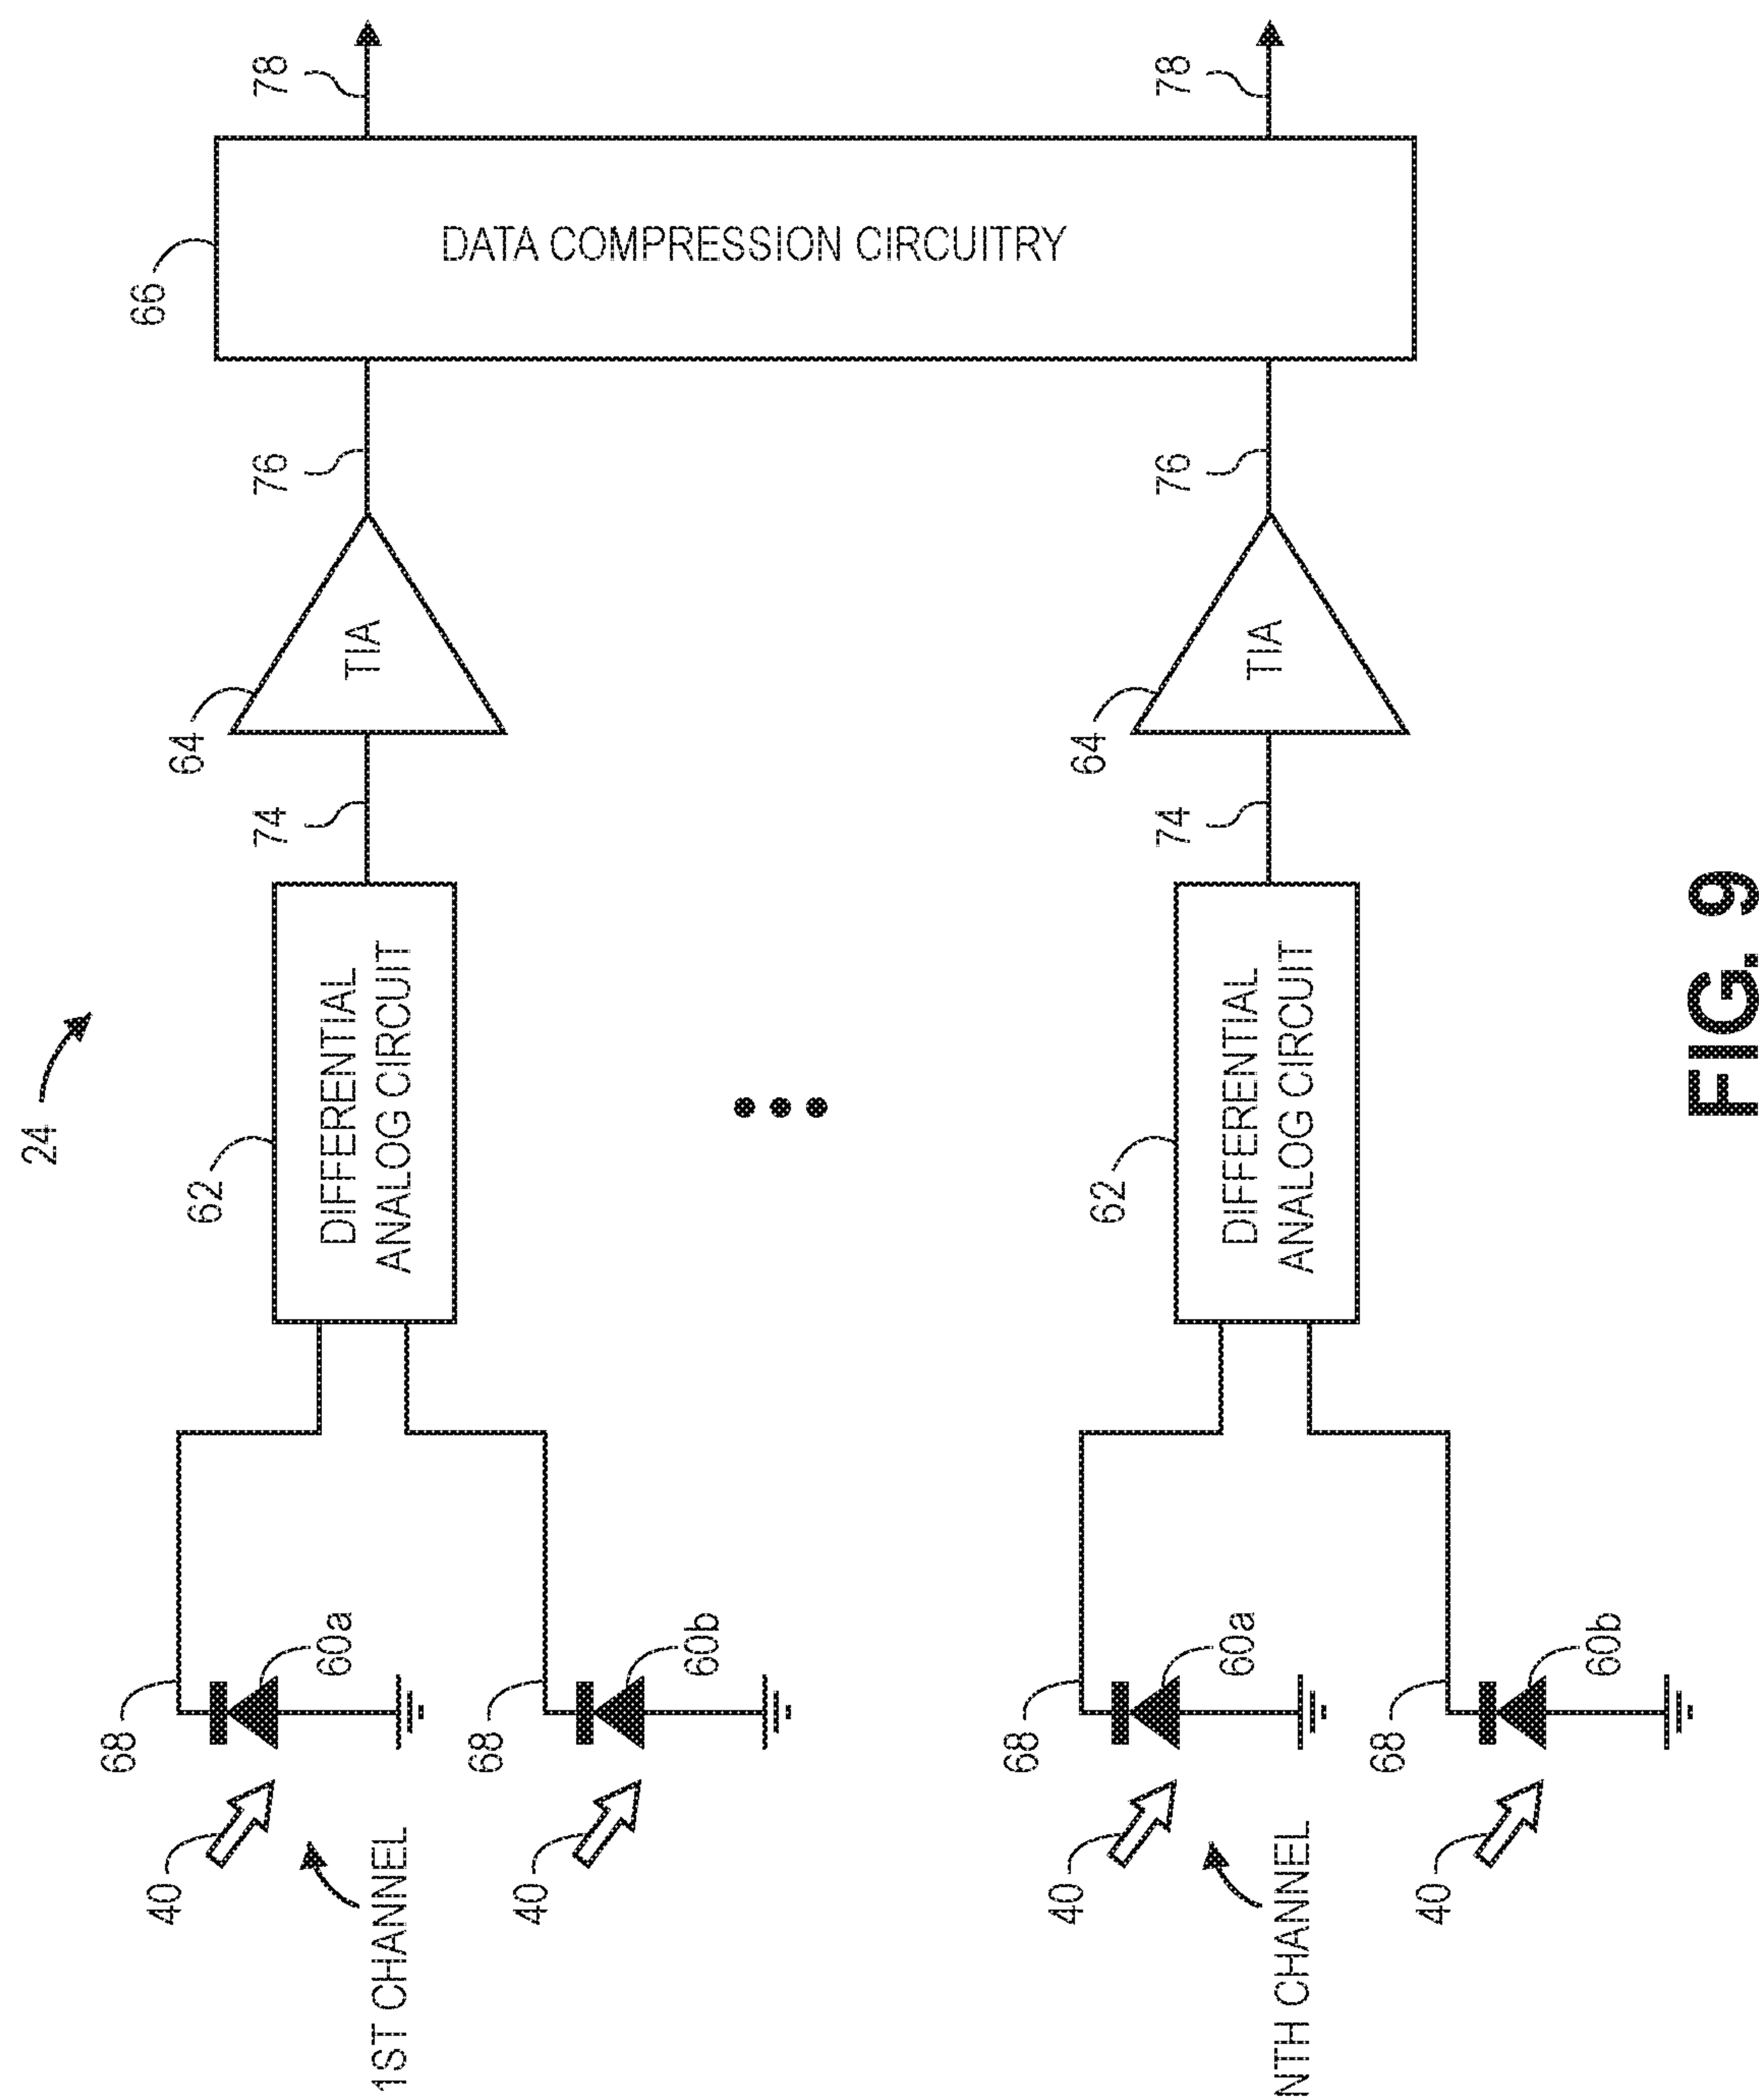 24
40
68
62
64
66
74
76
78
60a
DIFFERENTIAL
ANALOG CIRCUIT
TIA
1ST CHANNEL
40
68
60b
DATA COMPRESSION CIRCUITRY
40
68
62
64
74
76
78
60a
DIFFERENTIAL
ANALOG CIRCUIT
TIA
NTH CHANNEL
40
68
60b
FIG. 9